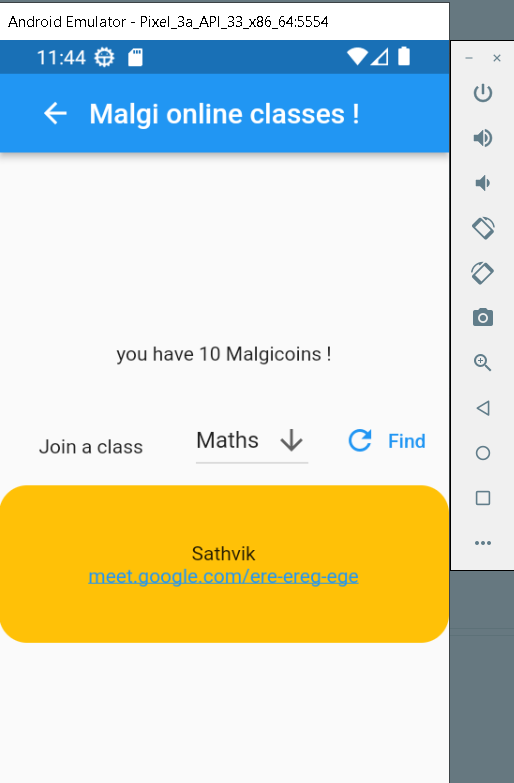 Android Emulator - Pixel_3a_API_33_x86_64:5554
11:44
Malgi online classes !
you have 10 Malgicoins !
Join a class Maths Find
Sathvik
meet.google.com/ere-ereg-ege